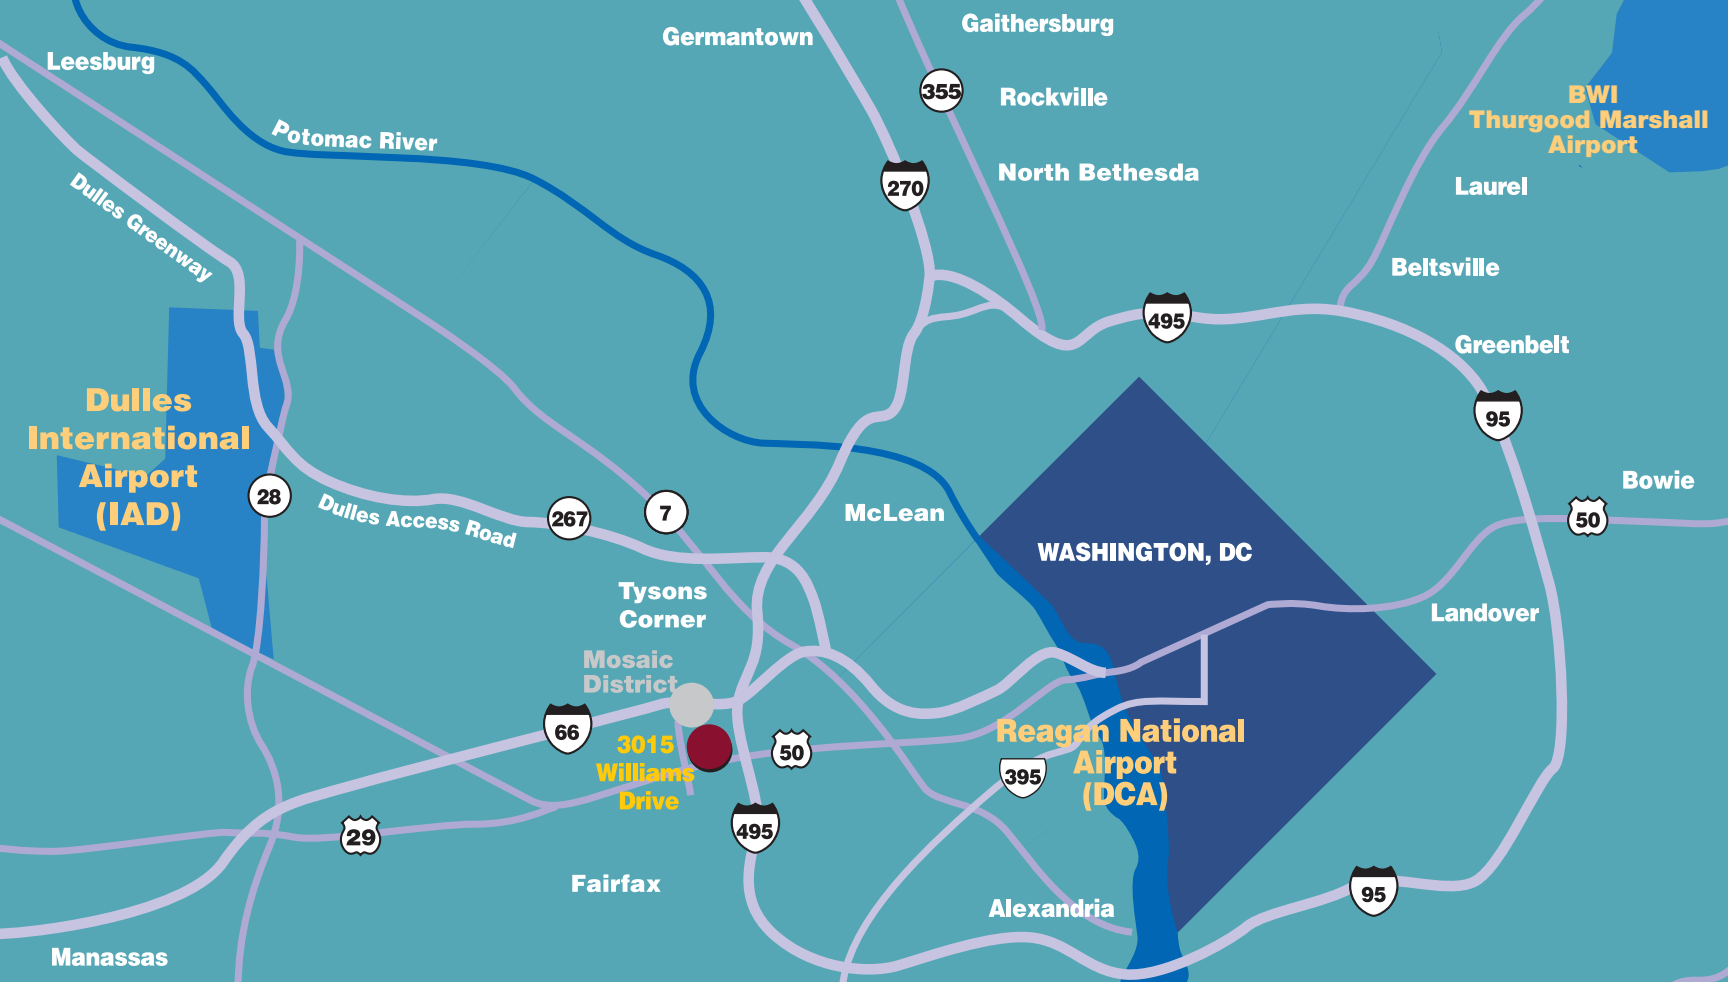 Gaithersburg
Germantown
Leesburg
355
Rockville
BWI
Thurgood Marshall
Airport
Potomac River
North Bethesda
270
Laurel
Dulles Greenway
Beltsville
495
Greenbelt
Dulles
International
Airport
(IAD)
95
Bowie
28
Dulles Access Road
267
7
McLean
50
WASHINGTON, DC
Tysons
Corner
Landover
Mosaic
District
66
3015
Williams
Drive
50
Reagan National
Airport
(DCA)
395
495
29
Fairfax
95
Alexandria
Manassas